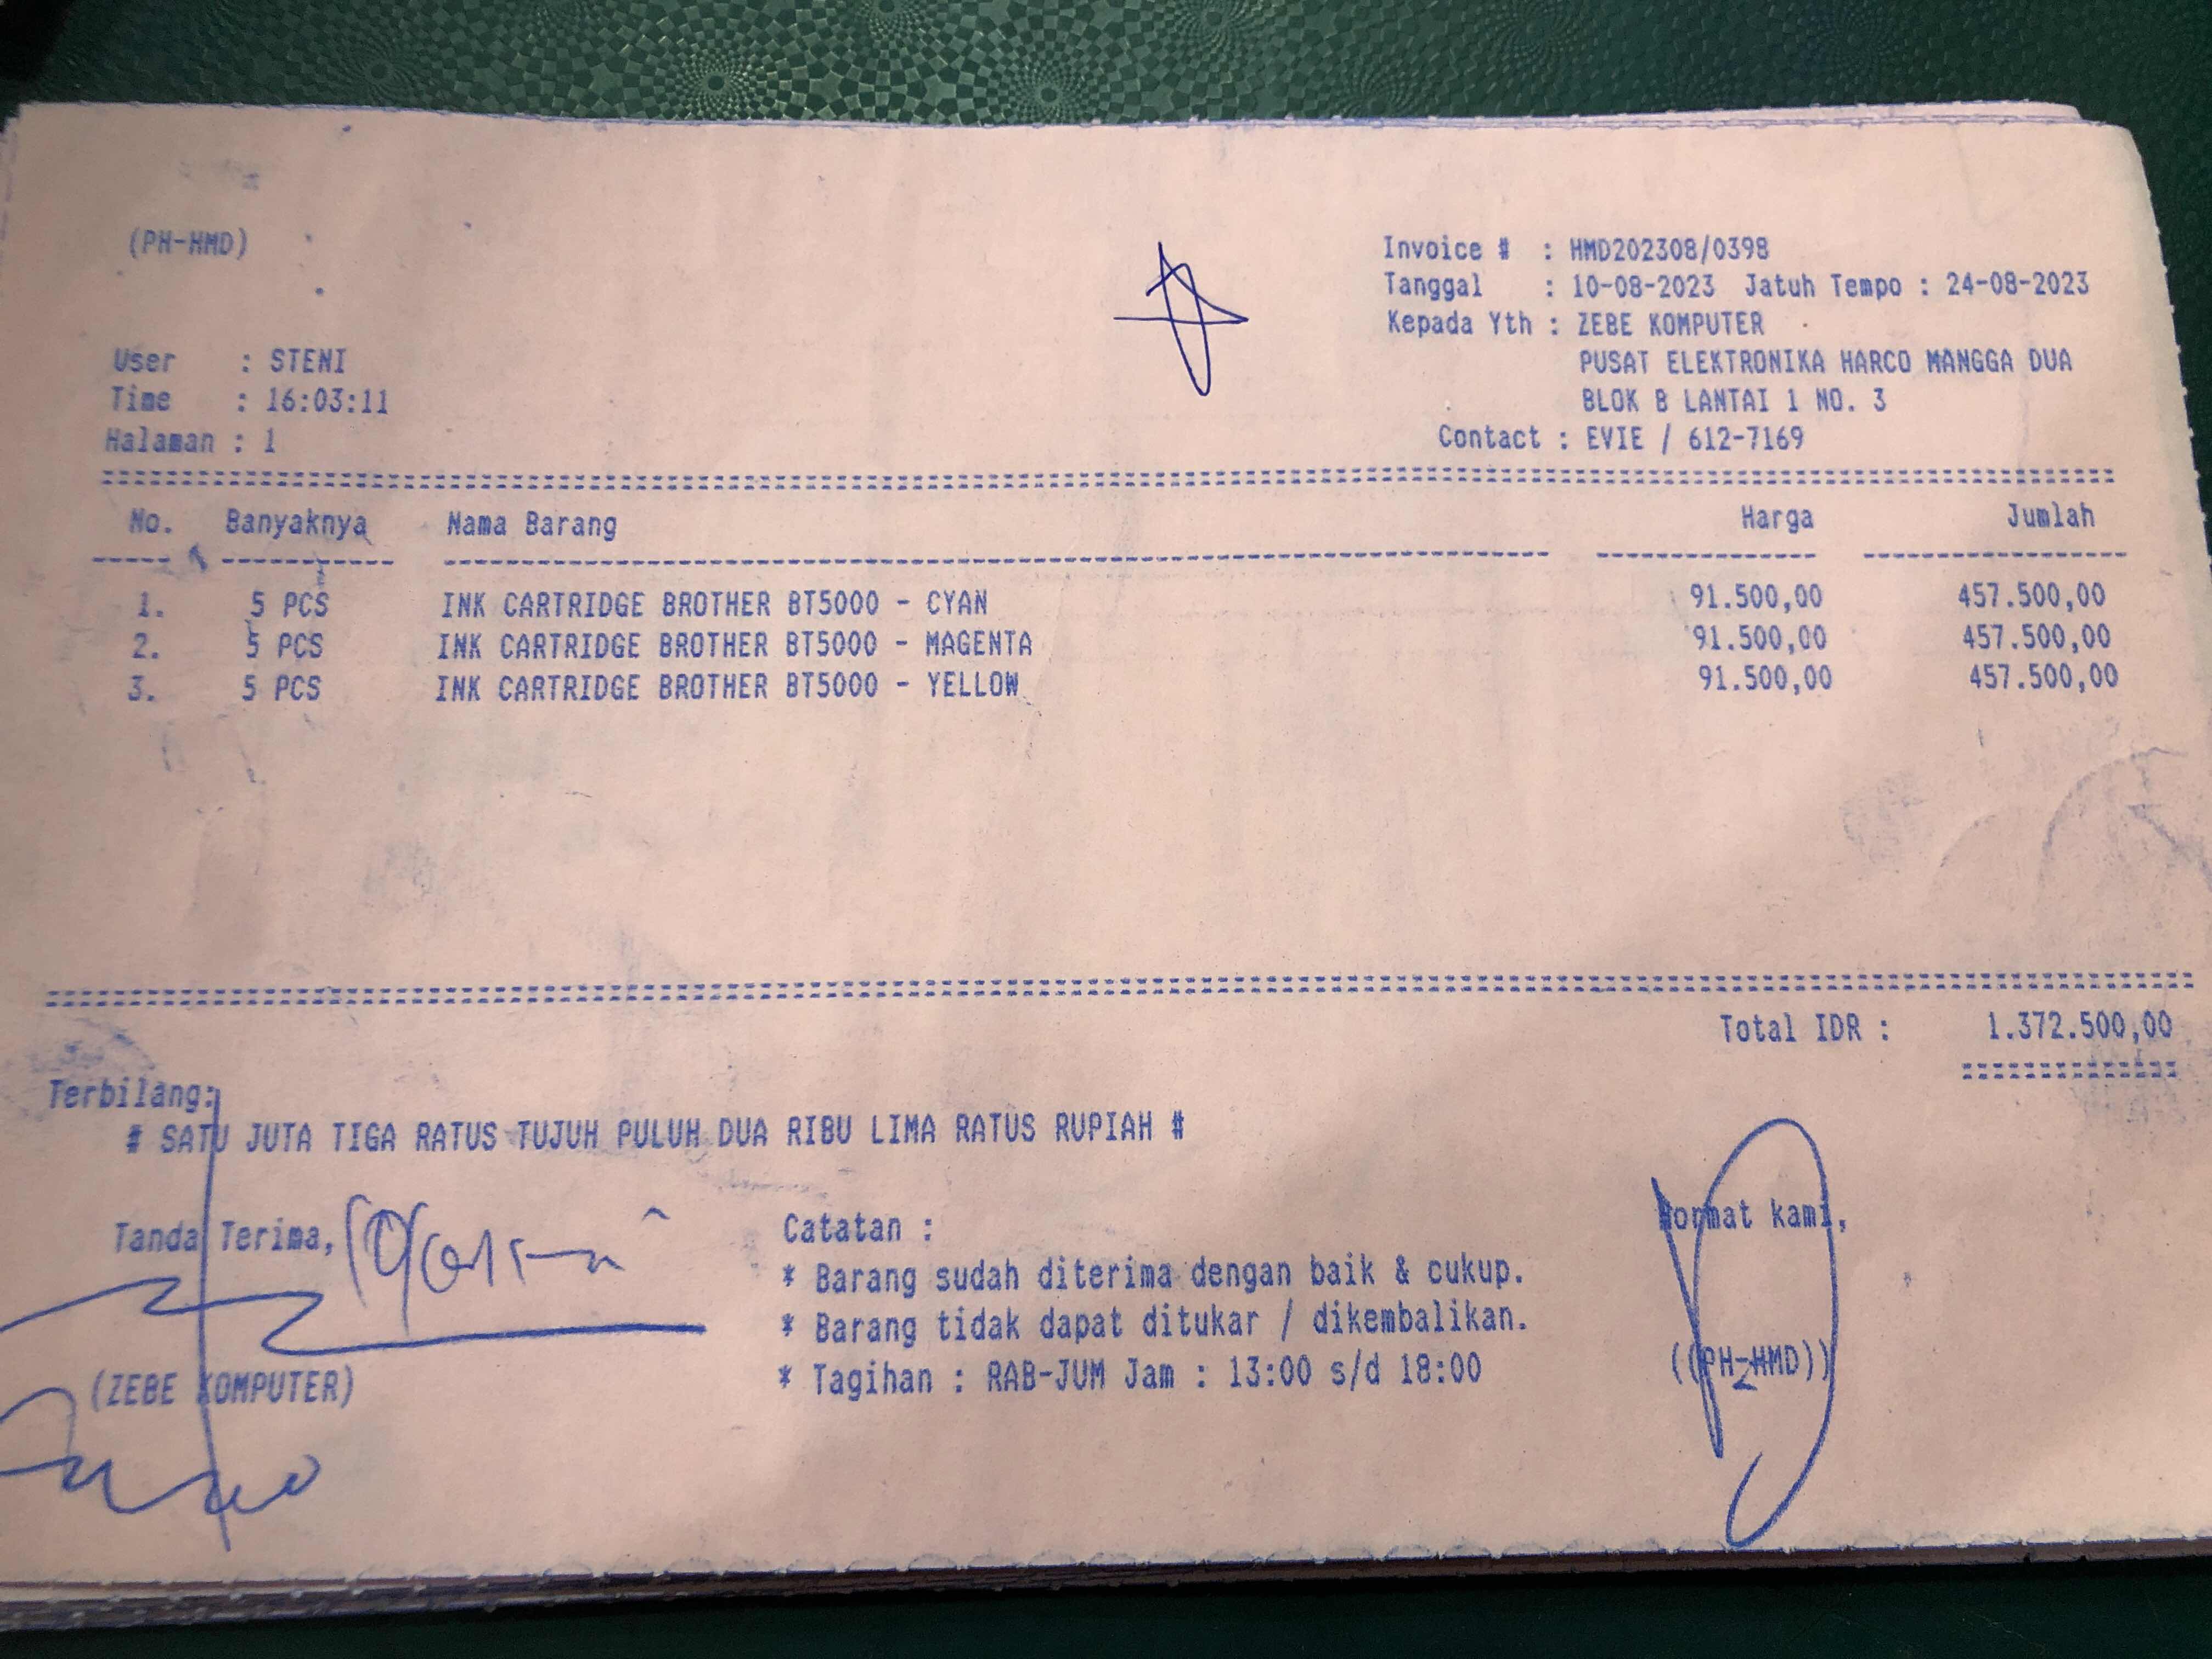 (PH-HMD)
Invoice # : HMD202308/0398
Tanggal : 10-08-2023 Jatuh Tempo : 24-08-2023
Kepada Yth : ZEBE KOMPUTER
User : STENI PUSAT ELEKTRONIKA HARCO MANGGA DUA
Time : 16:03:11 BLOK B LANTAI 1 NO. 3
Halaman : 1 Contact : EVIE / 612-7169
No. Banyaknya Nama Barang Harga Jumlah
1. 5 PCS INK CARTRIDGE BROTHER BT5000 - CYAN 91.500,00 457.500,00
2. 5 PCS INK CARTRIDGE BROTHER BT5000 - MAGENTA 91.500,00 457.500,00
3. 5 PCS INK CARTRIDGE BROTHER BT5000 - YELLOW 91.500,00 457.500,00
Total IDR : 1.372.500,00
Terbilang:
# SATU JUTA TIGA RATUS TUJUH PULUH DUA RIBU LIMA RATUS RUPIAH #
Tanda Terima, Catatan : Hormat kami,
* Barang sudah diterima dengan baik & cukup.
* Barang tidak dapat ditukar / dikembalikan.
(ZEBE KOMPUTER) * Tagihan : RAB-JUM Jam : 13:00 s/d 18:00 ((PH-HMD))